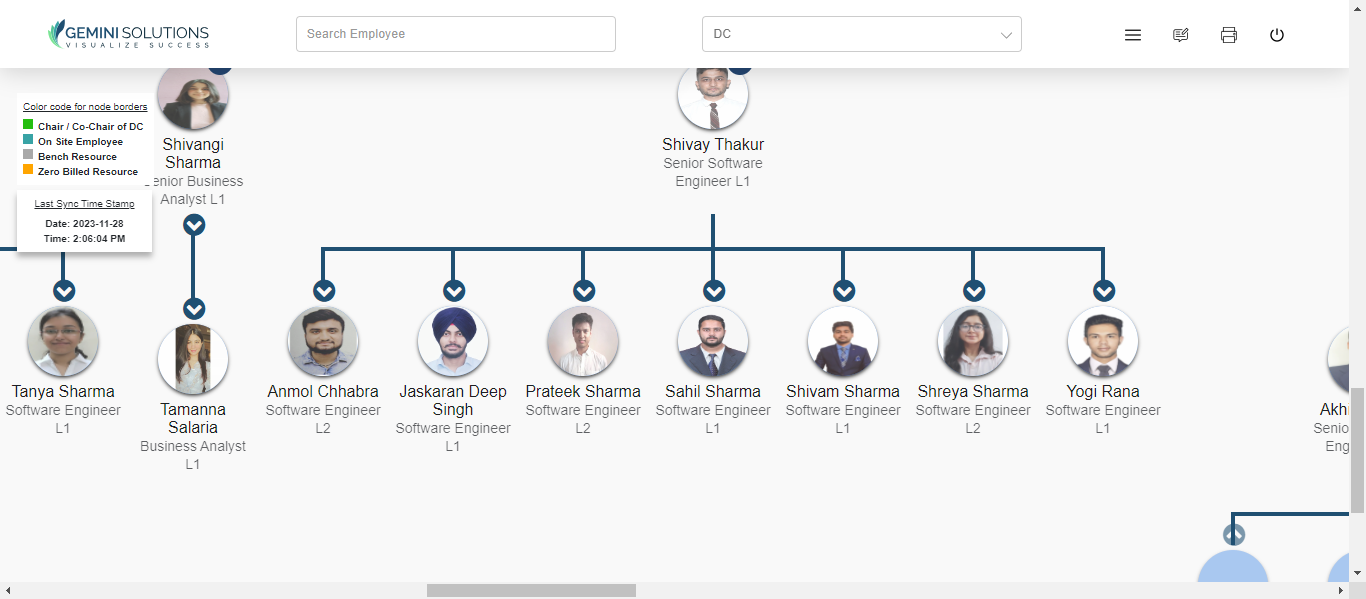 GEMINI SOLUTIONS
VISUALIZE SUCCESS
Search Employee
DC
Color code for node borders
Chair / Co-Chair of DC
On Site Employee
Bench Resource
Zero Billed Resource
Last Sync Time Stamp
Date: 2023-11-28
Time: 2:06:04 PM
Shivangi
Sharma
enior Business
Analyst L1
Shivay Thakur
Senior Software
Engineer L1
Tanya Sharma
Software Engineer
L1
Tamanna
Salaria
Business Analyst
L1
Anmol Chhabra
Software Engineer
L2
Jaskaran Deep
Singh
Software Engineer
L1
Prateek Sharma
Software Engineer
L2
Sahil Sharma
Software Engineer
L1
Shivam Sharma
Software Engineer
L1
Shreya Sharma
Software Engineer
L2
Yogi Rana
Software Engineer
L1
Akh
Senio
Eng